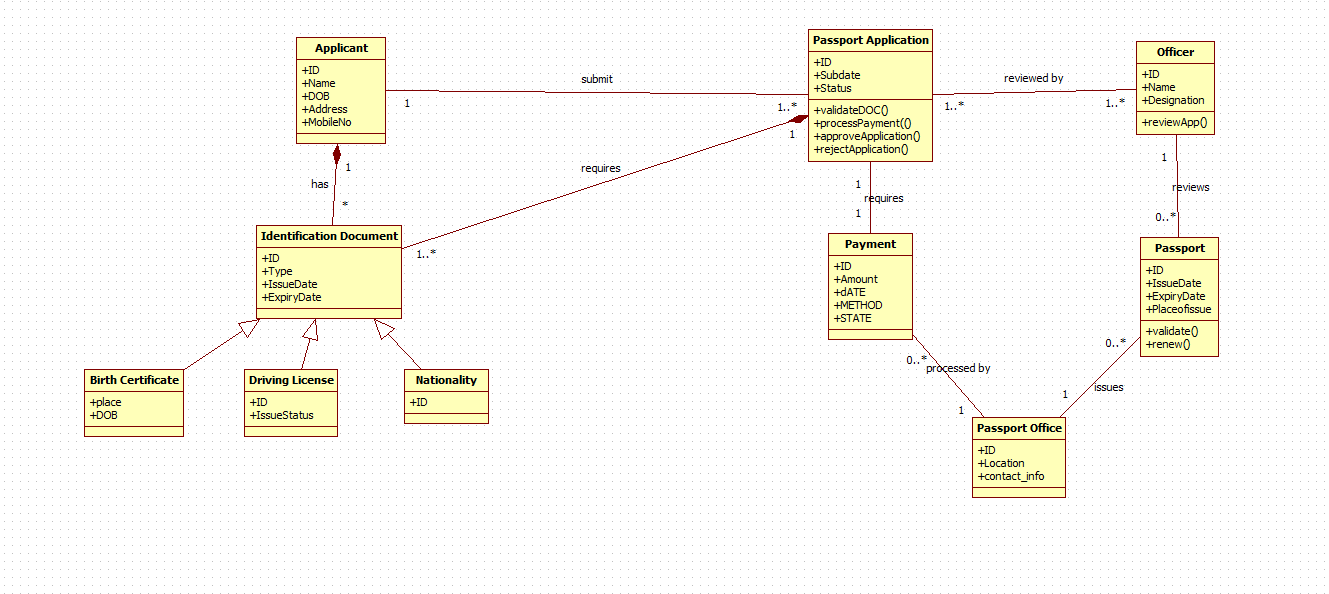 Applicant
+ID
+Name
+DOB
+Address
+MobileNo
submit
1
1..*
Passport Application
+ID
+Subdate
+Status
+validateDOC()
+processPayment(()
+approveApplication()
+rejectApplication()
reviewed by
1..*
1..*
Officer
+ID
+Name
+Designation
+reviewApp()
1
has
*
requires
1
1..*
1
requires
1
1
reviews
0..*
Identification Document
+ID
+Type
+IssueDate
+ExpiryDate
Payment
+ID
+Amount
+dATE
+METHOD
+STATE
Passport
+ID
+IssueDate
+ExpiryDate
+Placeofissue
+validate()
+renew()
0..*
processed by
1
0..*
issues
1
Birth Certificate
+place
+DOB
Driving License
+ID
+IssueStatus
Nationality
+ID
Passport Office
+ID
+Location
+contact_info